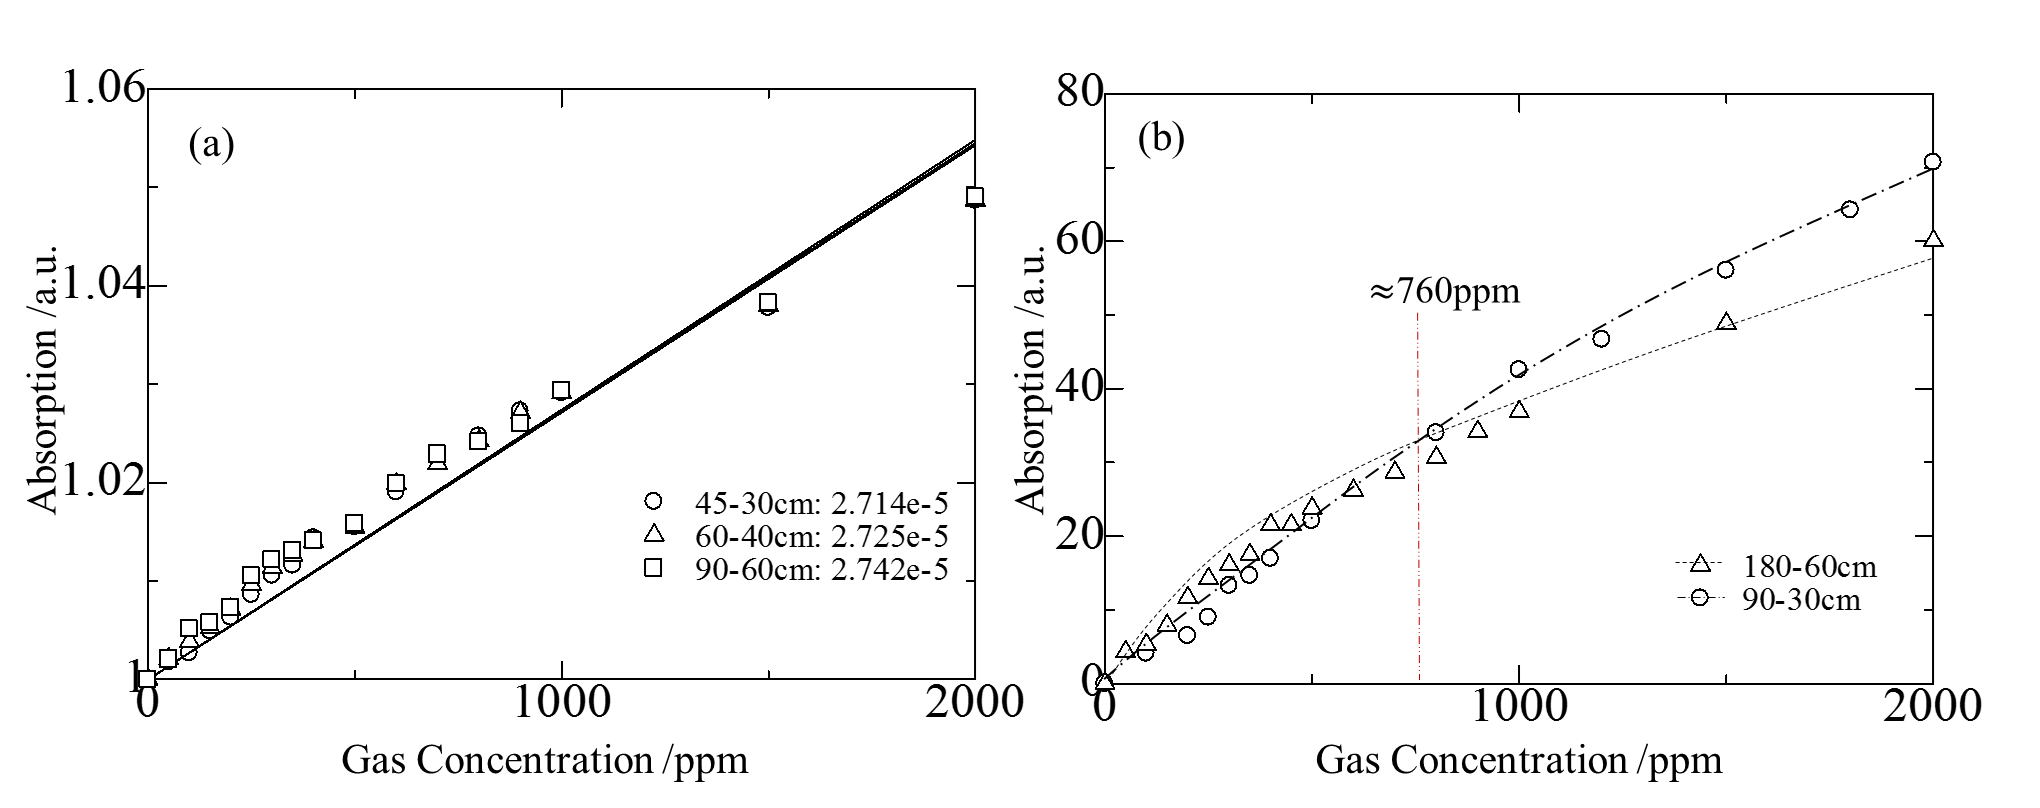 1.06
1.04
1.02
1
0
1000
2000
(a)
45-30cm: 2.714e-5
60-40cm: 2.725e-5
90-60cm: 2.742e-5
Absorption /a.u.
Gas Concentration /ppm
80
60
40
20
0
0
1000
2000
(b)
≈760ppm
180-60cm
90-30cm
Absorption /a.u.
Gas Concentration /ppm